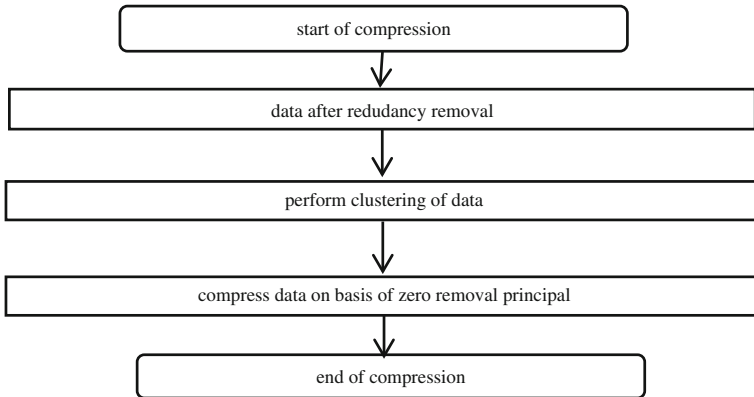 start of compression
data after redudancy removal
perform clustering of data
compress data on basis of zero removal principal
end of compression